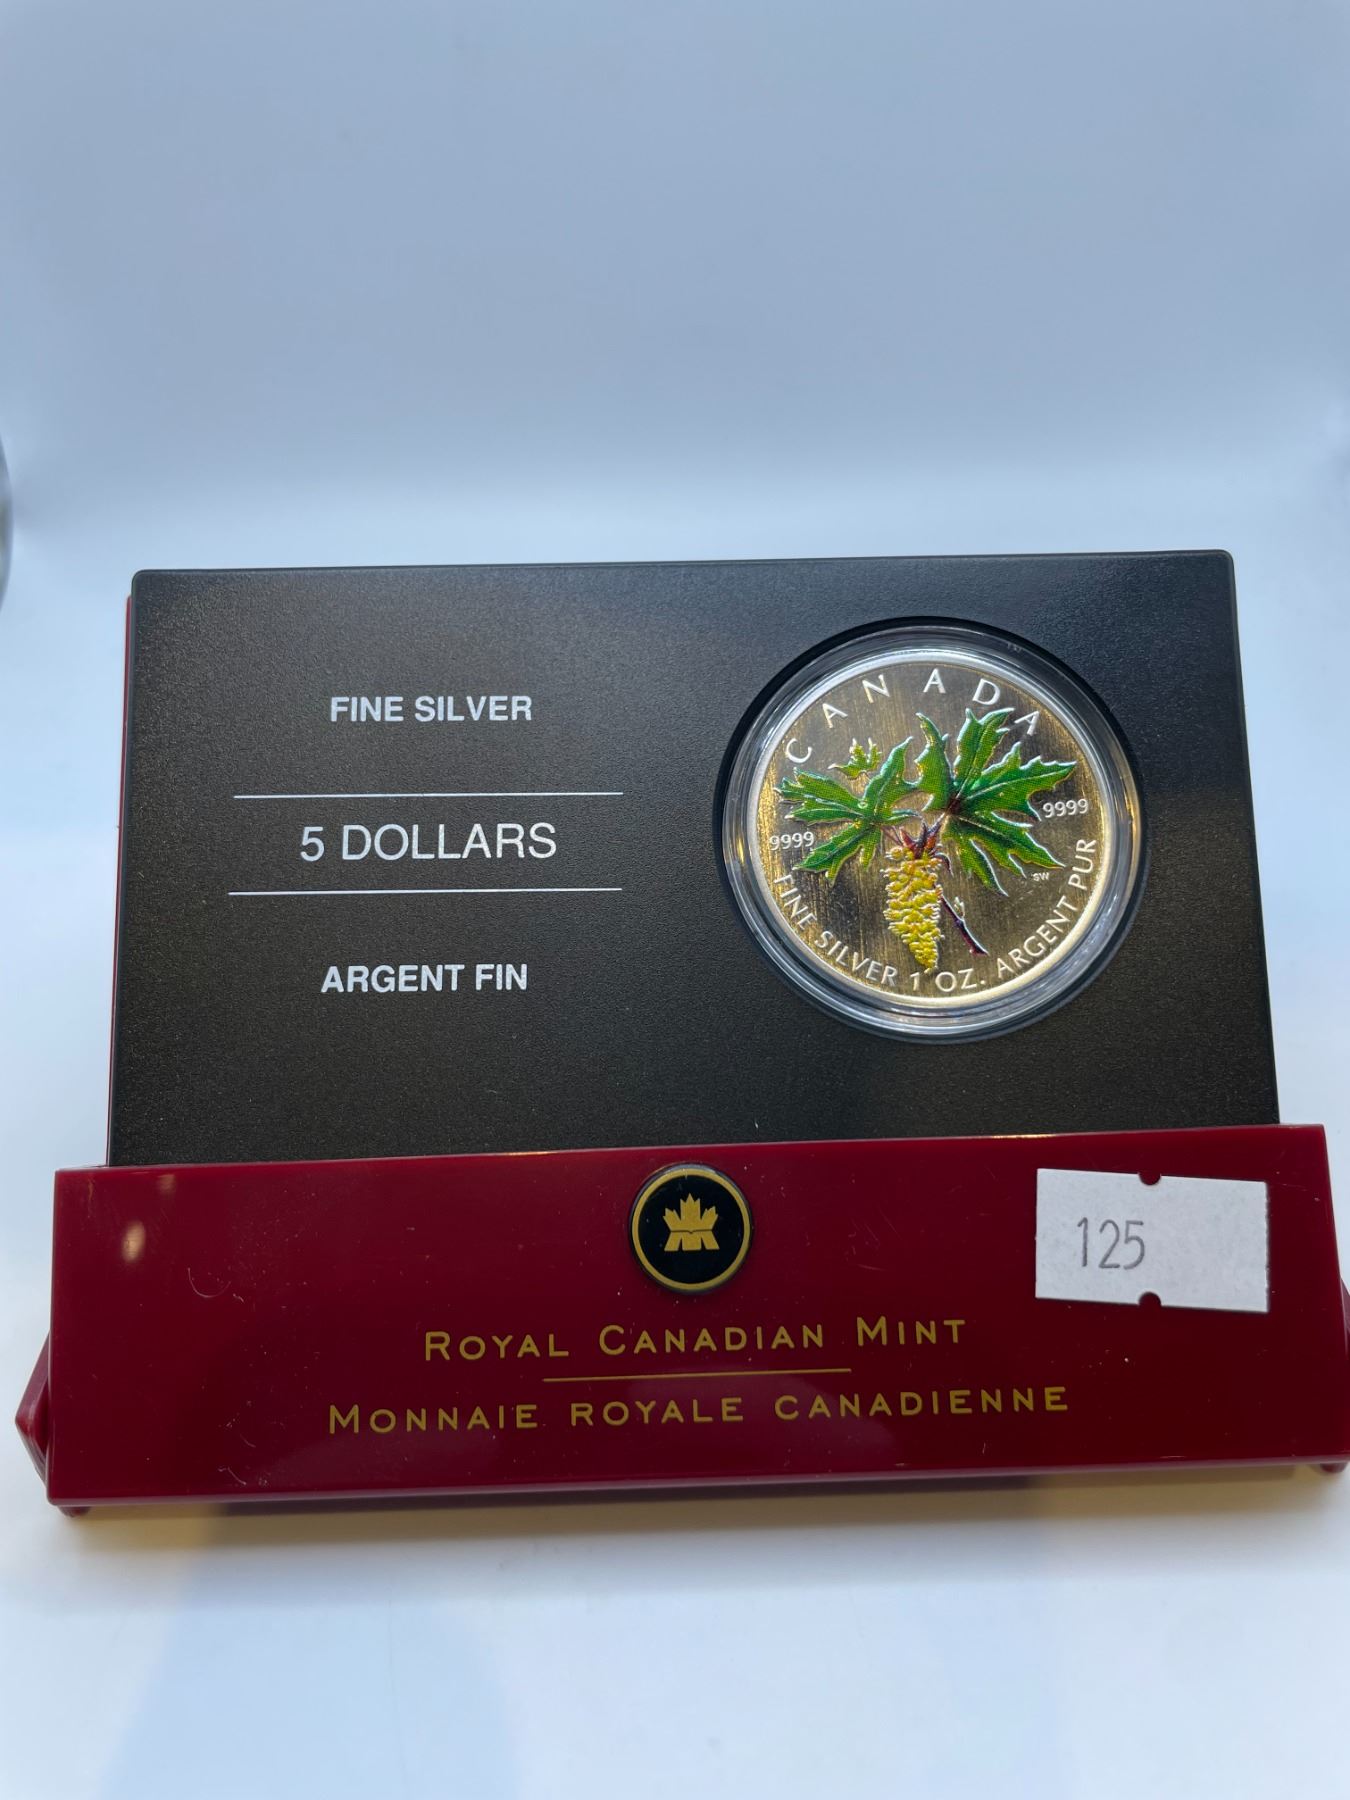 FINE SILVER
5 DOLLARS
ARGENT FIN
CANADA
9999
9999
FINE SILVER 1 OZ. ARGENT PUR
SW
125
ROYAL CANADIAN MINT
MONNAIE ROYALE CANADIENNE